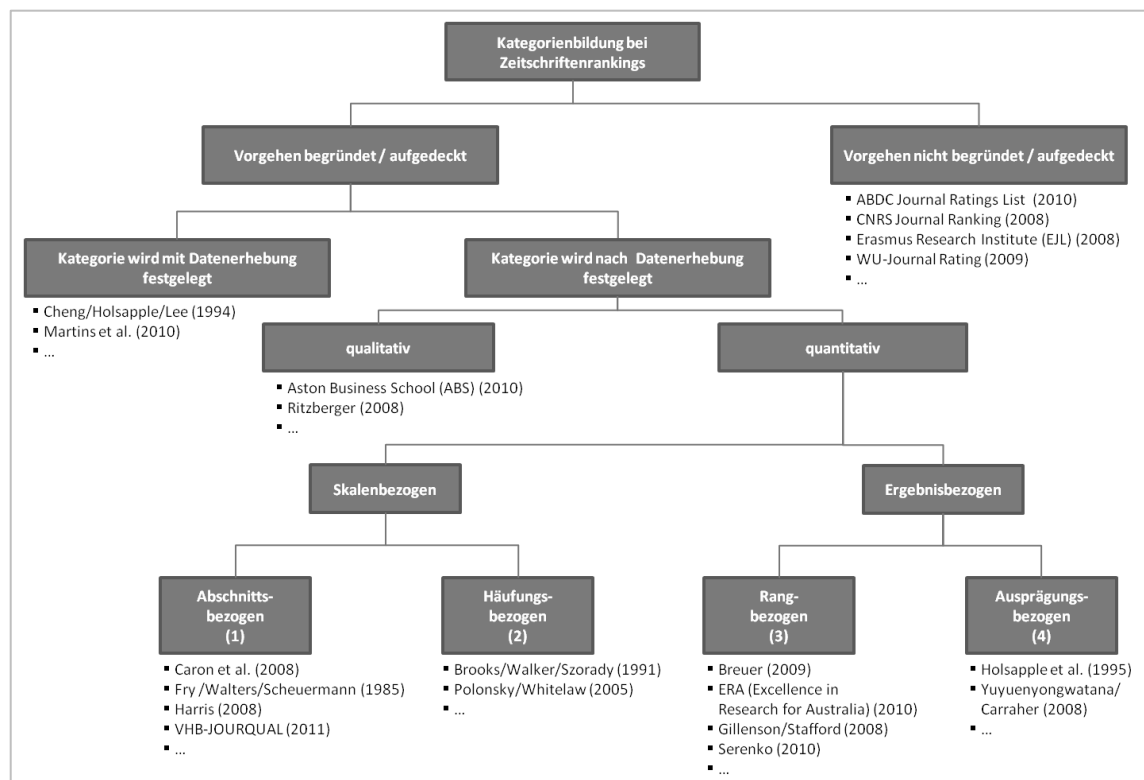 Kategorienbildung bei
Zeitschriftenrankings
Vorgehen begründet / aufgedeckt
Vorgehen nicht begründet / aufgedeckt
▪ ABDC Journal Ratings List (2010)
▪ CNRS Journal Ranking (2008)
▪ Erasmus Research Institute (EJL) (2008)
▪ WU-Journal Rating (2009)
▪ ...
Kategorie wird mit Datenerhebung
festgelegt
▪ Cheng/Holsapple/Lee (1994)
▪ Martins et al. (2010)
▪ ...
Kategorie wird nach Datenerhebung
festgelegt
qualitativ
▪ Aston Business School (ABS) (2010)
▪ Ritzberger (2008)
▪ ...
quantitativ
Skalenbezogen
Ergebnisbezogen
Abschnitts-
bezogen
(1)
▪ Caron et al. (2008)
▪ Fry /Walters/Scheuermann (1985)
▪ Harris (2008)
▪ VHB-JOURQUAL (2011)
▪ ...
Häufungs-
bezogen
(2)
▪ Brooks/Walker/Szorady (1991)
▪ Polonsky/Whitelaw (2005)
▪ ...
Rang-
bezogen
(3)
▪ Breuer (2009)
▪ ERA (Excellence in
Research for Australia) (2010)
▪ Gillenson/Stafford (2008)
▪ Serenko (2010)
▪ ...
Ausprägungs-
bezogen
(4)
▪ Holsapple et al. (1995)
▪ Yuyuenyongwatana/
Carraher (2008)
▪ ...